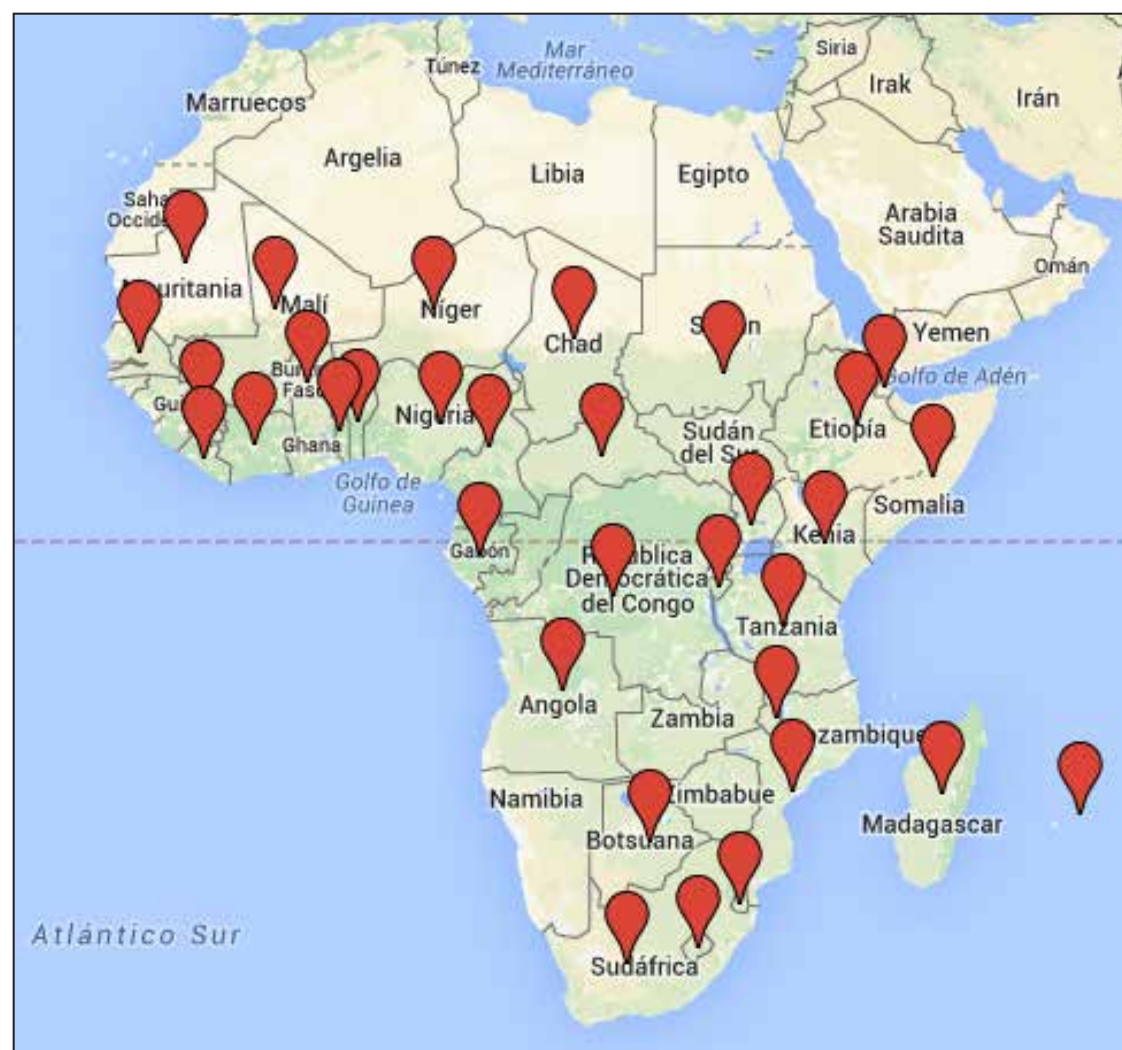 Mar
Mediterráneo
Túnez
Siria
Irak
Irán
Marruecos
Argelia
Libia
Egipto
Arabia
Saudita
Omán
Malí
Níger
Chad
Yemen
Golfo de Adén
Nigeria
Ghana
Etiopía
Sudán
del Sur
Somalia
Golfo de
Guinea
Gabón
Kenia
República
Democrática
del Congo
Tanzania
Angola
Zambia
Namibia
Zimbabue
Botsuana
Madagascar
Atlántico Sur
Sudáfrica